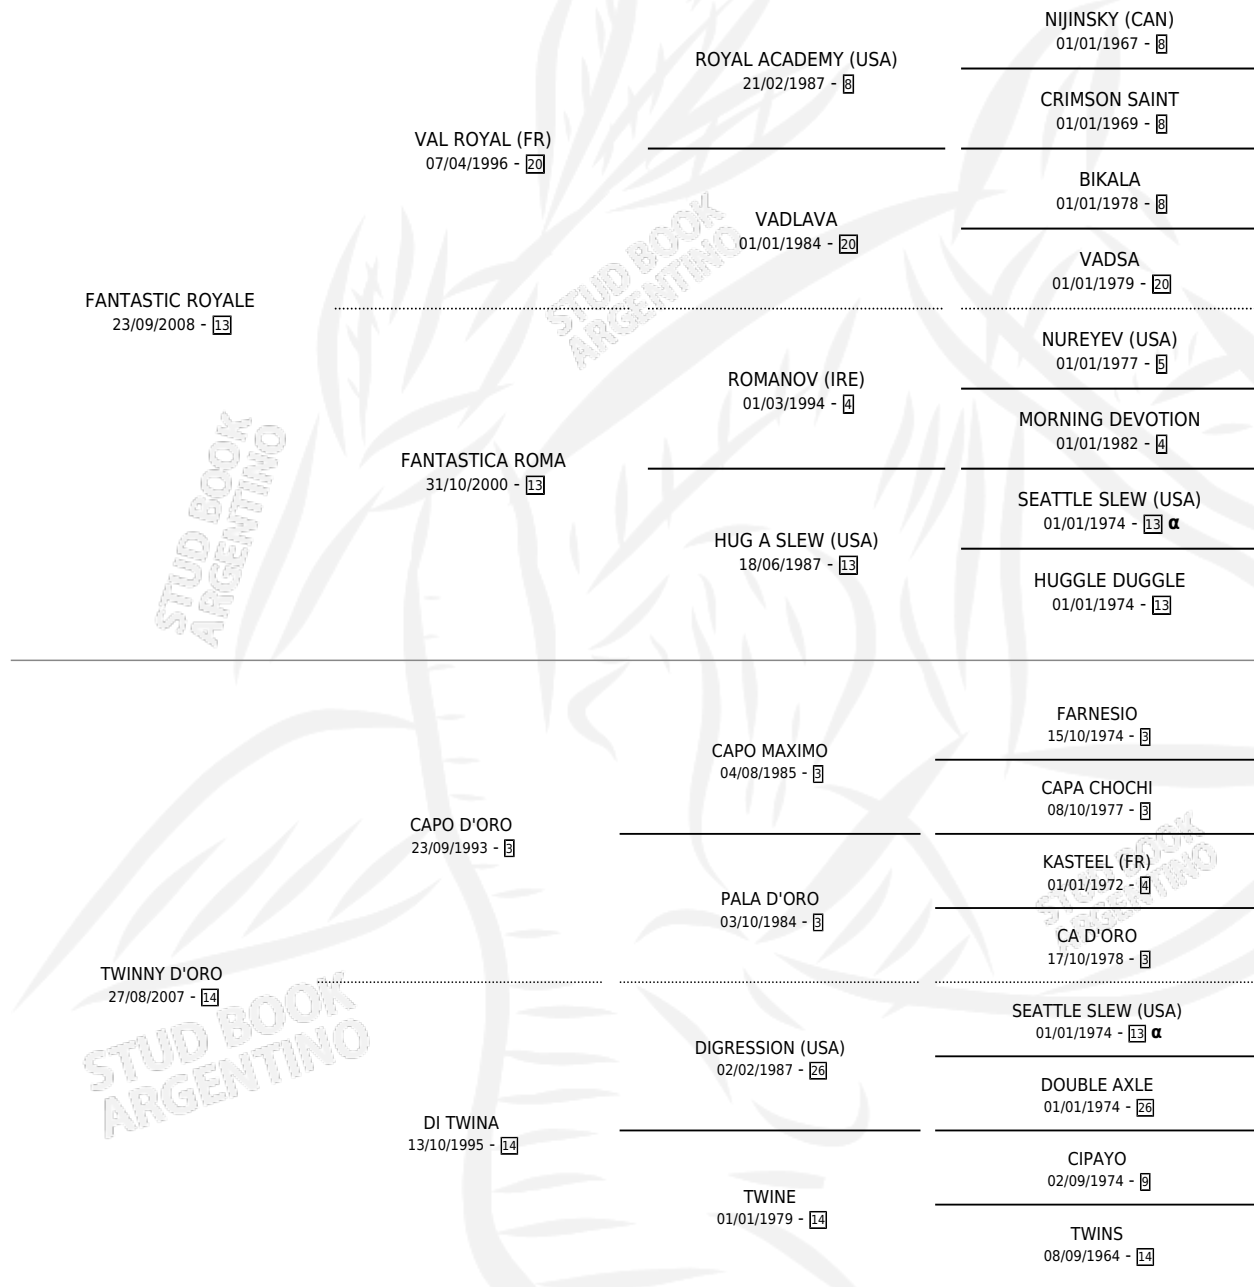 NIJINSKY (CAN)
01/01/1967 - 8
ROYAL ACADEMY (USA)
21/02/1987 - 8
CRIMSON SAINT
01/01/1969 - 8
VAL ROYAL (FR)
07/04/1996 - 20
BIKALA
01/01/1978 - 8
VADLAVA
01/01/1984 - 20
VADSA
01/01/1979 - 20
STUD BOOK
ARGENTINO
FANTASTIC ROYALE
23/09/2008 - 13
NUREYEV (USA)
01/01/1977 - 5
ROMANOV (IRE)
01/03/1994 - 4
MORNING DEVOTION
01/01/1982 - 4
FANTASTICA ROMA
31/10/2000 - 13
SEATTLE SLEW (USA)
01/01/1974 - 13 α
HUG A SLEW (USA)
18/06/1987 - 13
HUGGLE DUGGLE
01/01/1974 - 13
STUD BOOK
ARGENTINO
FARNESIO
15/10/1974 - 3
CAPO MAXIMO
04/08/1985 - 3
CAPA CHOCHI
08/10/1977 - 3
CAPO D'ORO
23/09/1993 - 3
KASTEEL (FR)
01/01/1972 - 4
PALA D'ORO
03/10/1984 - 3
CA D'ORO
17/10/1978 - 3
STUD BOOK
ARGENTINO
TWINNY D'ORO
27/08/2007 - 14
SEATTLE SLEW (USA)
01/01/1974 - 13 α
DIGRESSION (USA)
02/02/1987 - 26
DOUBLE AXLE
01/01/1974 - 26
STUD BOOK
ARGENTINO
DI TWINA
13/10/1995 - 14
CIPAYO
02/09/1974 - 9
TWINE
01/01/1979 - 14
TWINS
08/09/1964 - 14